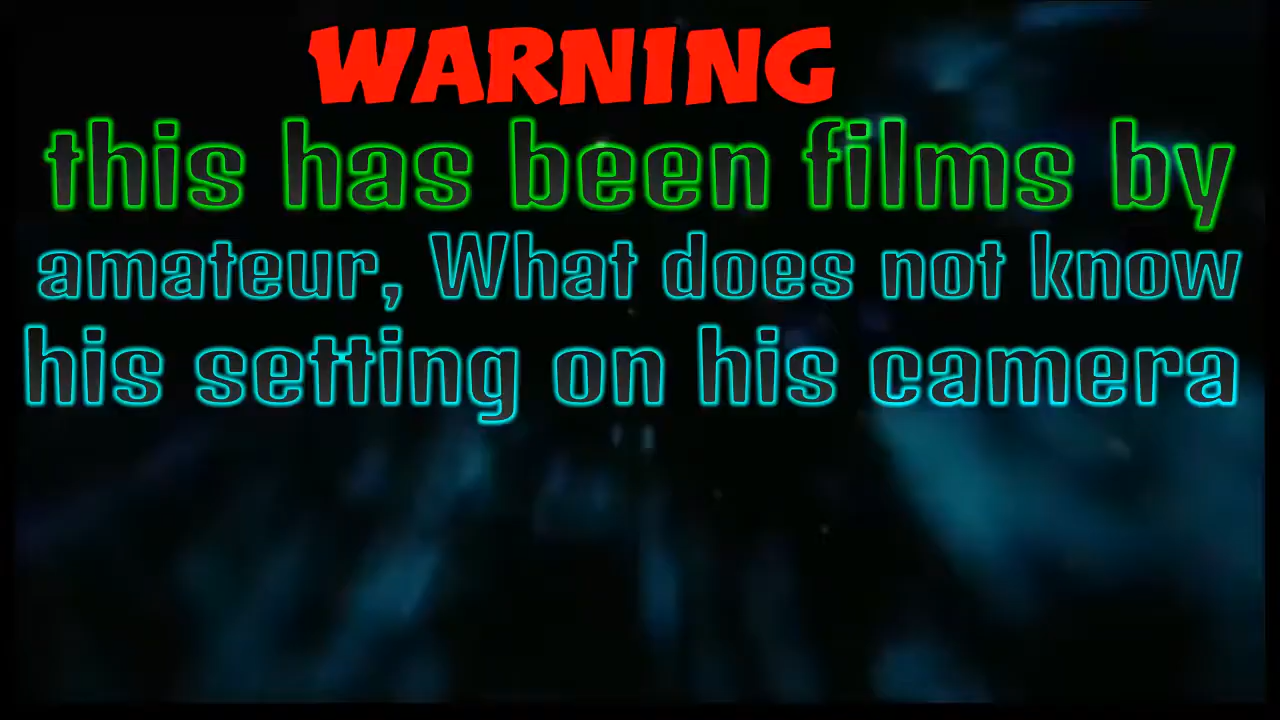 WARNING
this has been films by
amateur, What does not know
his setting on his camera